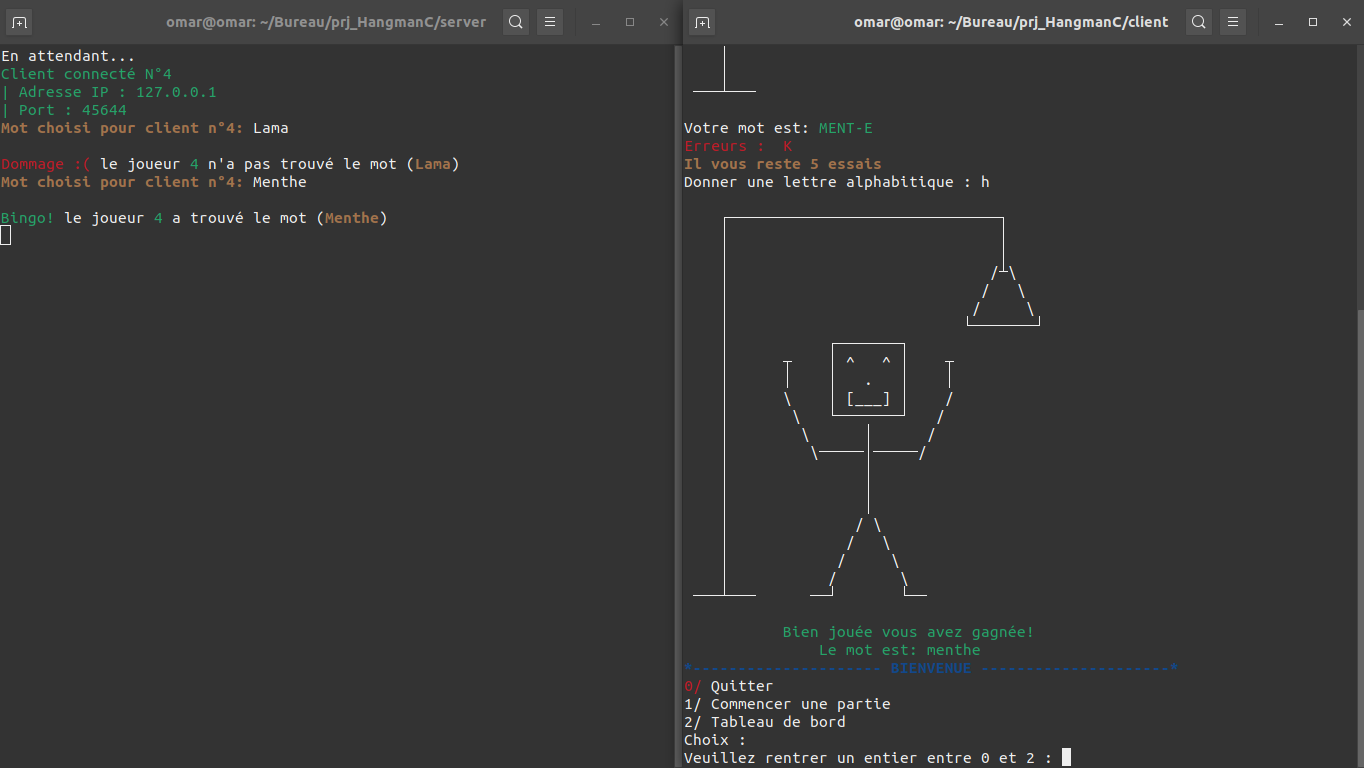 omar@omar: ~/Bureau/prj_HangmanC/server
En attendant...
Client connecté N°4
| Adresse IP : 127.0.0.1
| Port : 45644
Mot choisi pour client n°4: Lama
Dommage :( le joueur 4 n'a pas trouvé le mot (Lama)
Mot choisi pour client n°4: Menthe
Bingo! le joueur 4 a trouvé le mot (Menthe)
omar@omar: ~/Bureau/prj_HangmanC/client
Votre mot est: MENT-E
Erreurs :  K
Il vous reste 5 essais
Donner une lettre alphabitique : h
Bien jouée vous avez gagnée!
Le mot est: menthe
*--------------------- BIENVENUE ---------------------*
0/ Quitter
1/ Commencer une partie
2/ Tableau de bord
Choix :
Veuillez rentrer un entier entre 0 et 2 :